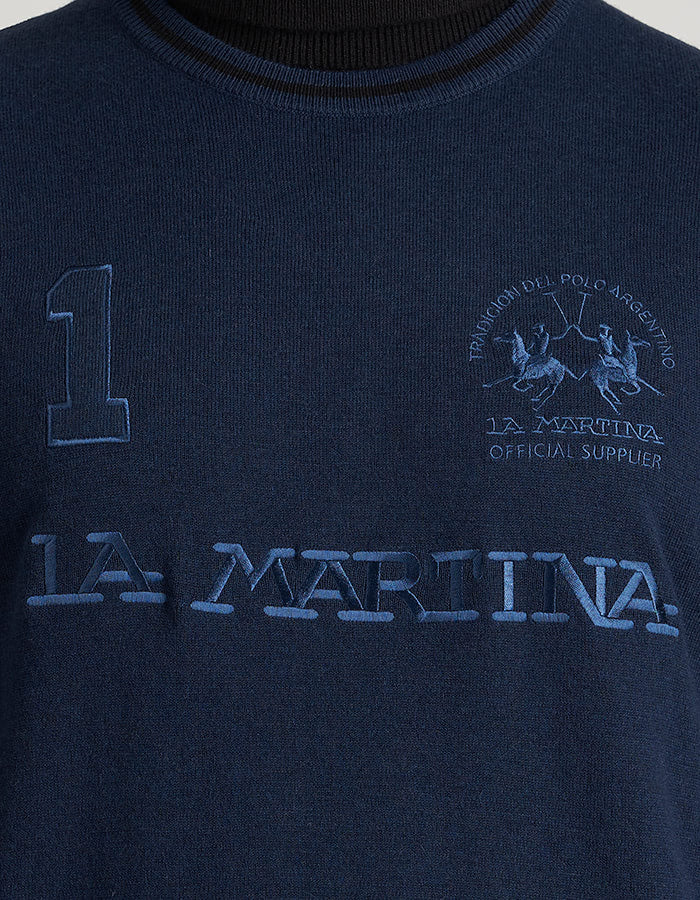 1
TRADICION DEL POLO ARGENTINO
LA MARTINA
OFFICIAL SUPPLIER
LA MARTINA